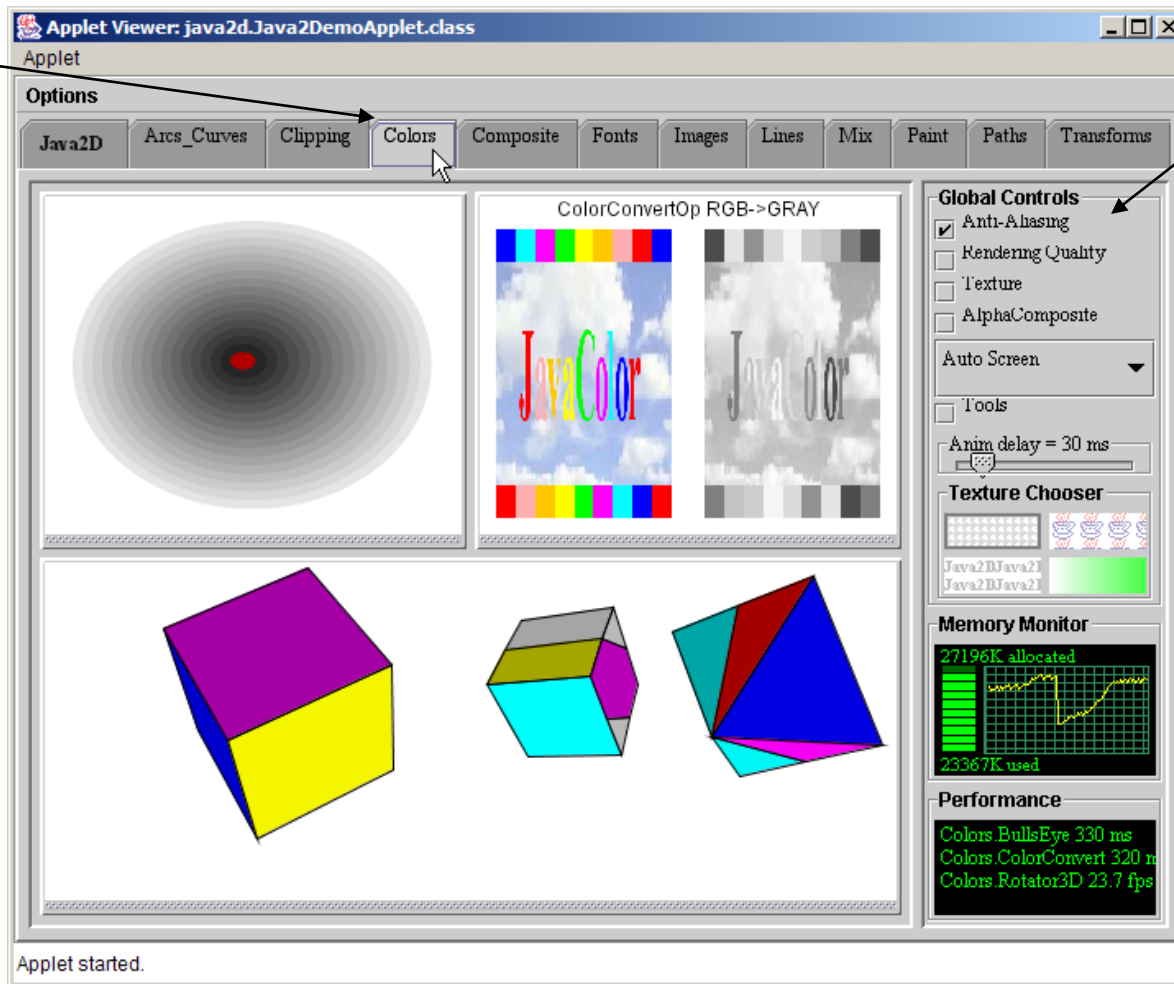 Applet Viewer: java2d.Java2DemoApplet.class
Applet
Options
Java2D
Arcs_Curves
Clipping
Colors
Composite
Fonts
Images
Lines
Mix
Paint
Paths
Transforms
ColorConvertOp RGB->GRAY
JavaColor
JavaColor
Global Controls
Anti-Aliasing
Rendering Quality
Texture
AlphaComposite
Auto Screen
Tools
Anim delay = 30 ms
Texture Chooser
Java2DJava2D
Java2DJava2D
Memory Monitor
27196K allocated
23367K used
Performance
Colors.BullsEye 330 ms
Colors.ColorConvert 320 m
Colors.Rotator3D 23.7 fps
Applet started.